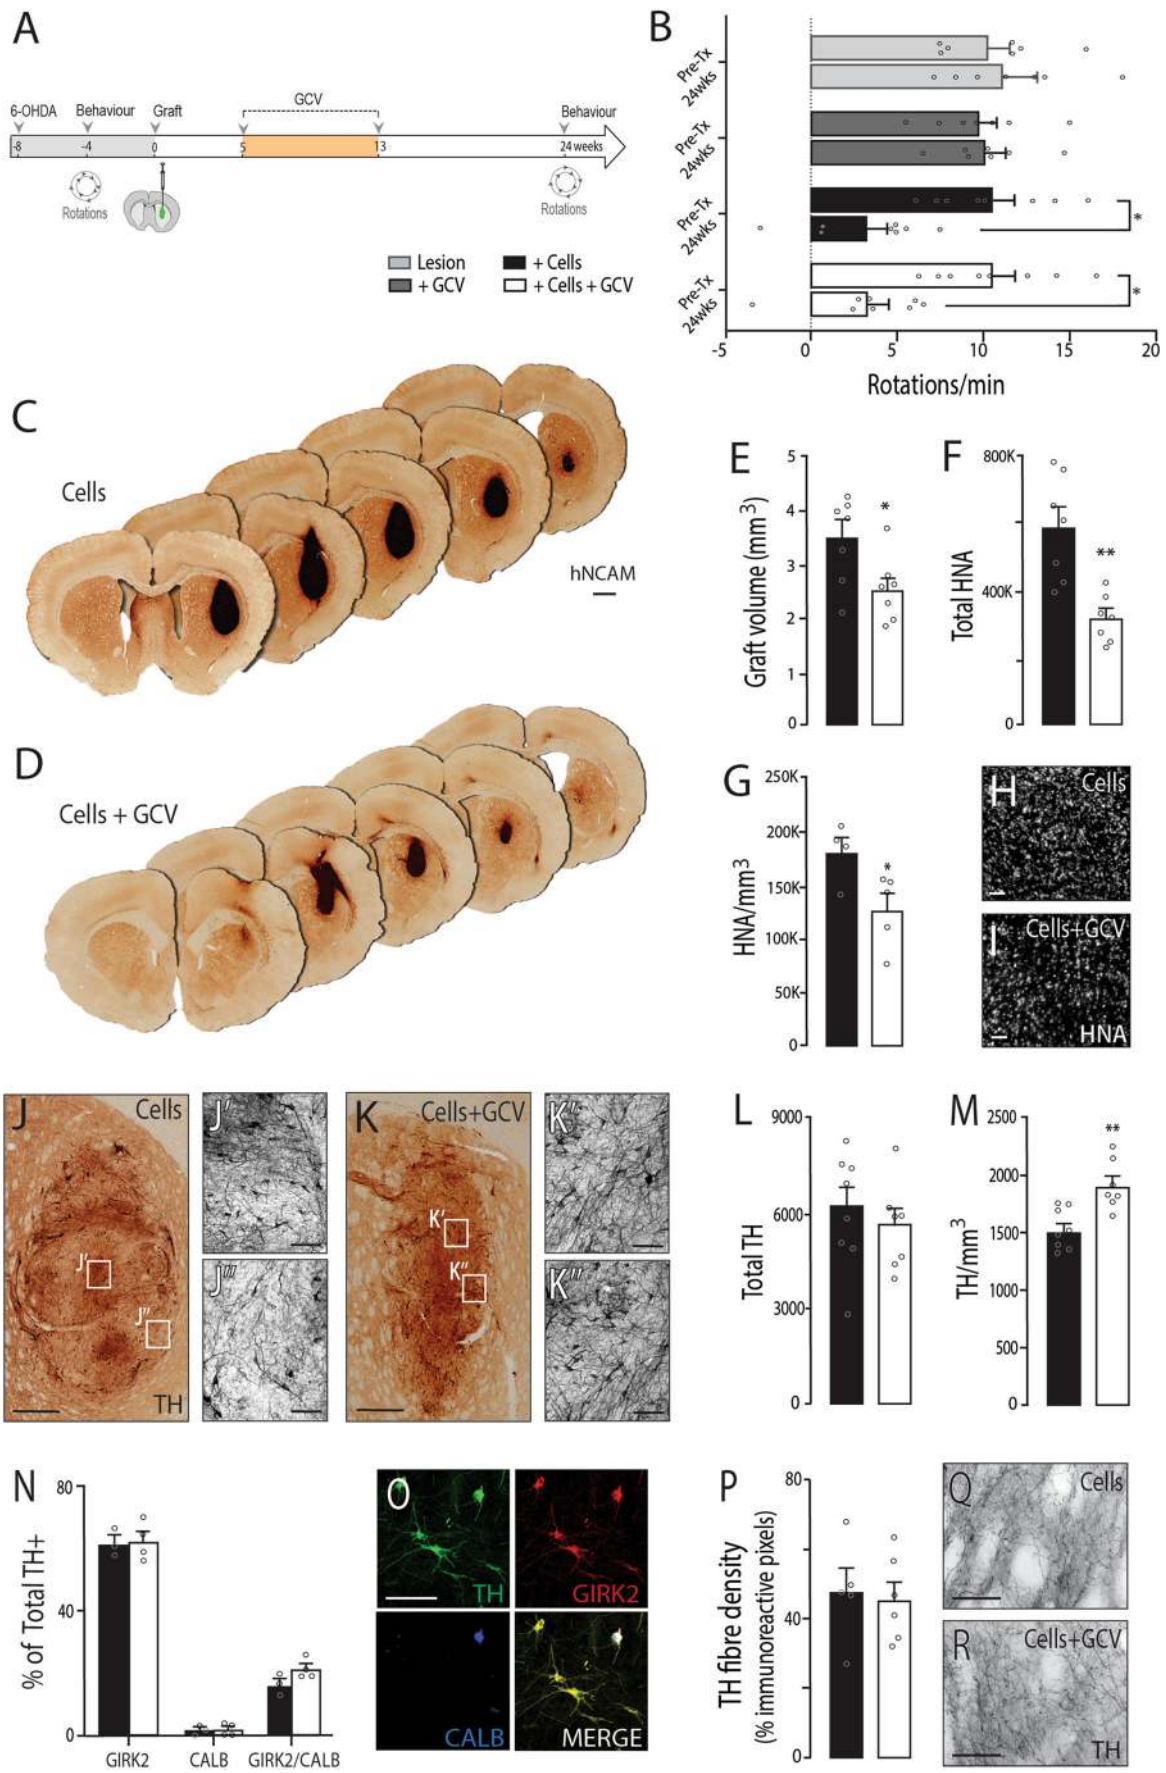 A
6-OHDA Behaviour Graft GCV Behaviour
-8 -4 0 5 13 24 weeks
Rotations Rotations
Lesion + Cells
+ GCV + Cells + GCV
B
Pre-Tx
24wks
Pre-Tx
24wks
Pre-Tx
24wks
*
Pre-Tx
24wks
*
-5 0 5 10 15 20
Rotations/min
C
Cells
hNCAM
D
Cells + GCV
E
Graft volume (mm3)
5
4
3
2
1
0
*
F
Total HNA
800K
400K
0
**
G
HNA/mm3
250K
200K
150K
100K
50K
0
*
H Cells
I Cells+GCV
HNA
J Cells
J'
J''
TH
J'
J''
K Cells+GCV
K'
K''
K'
K''
L
Total TH
9000
6000
3000
0
M
TH/mm3
2500
2000
1500
1000
500
0
**
N
% of Total TH+
80
40
0
GIRK2 CALB GIRK2/CALB
O
TH GIRK2
CALB MERGE
P
TH fibre density
(% immunoreactive pixels)
80
40
0
Q Cells
R Cells+GCV
TH